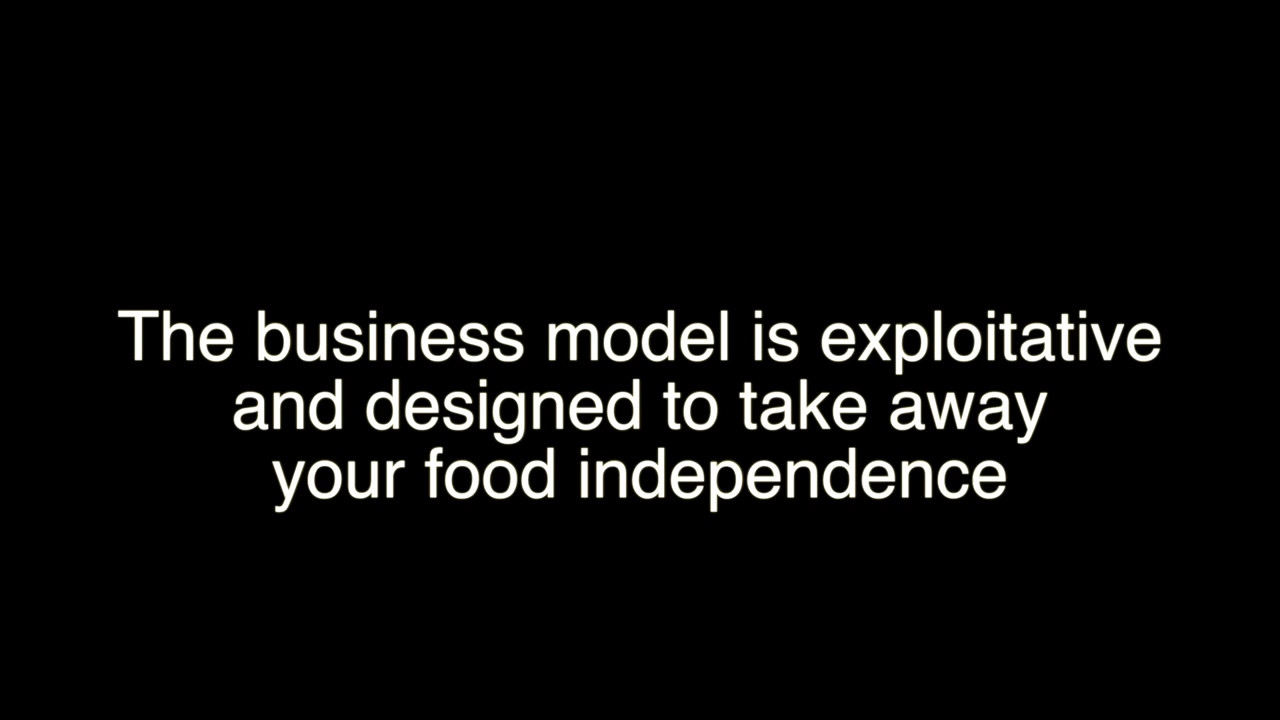 The business model is exploitative
and designed to take away
your food independence